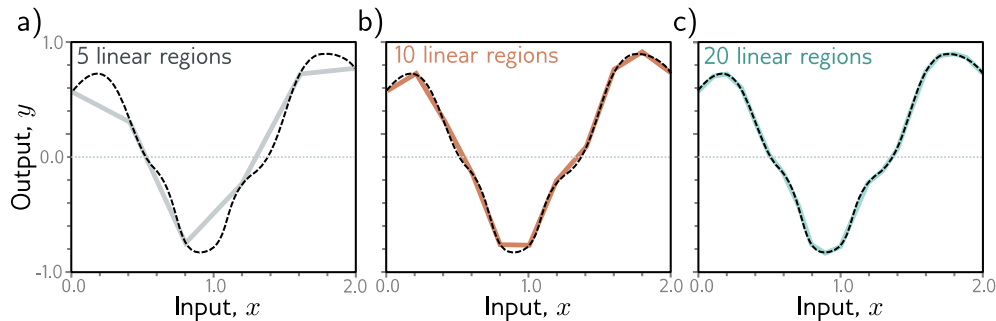 a)
5 linear regions
1.0
0.0
-1.0
Output, y
0.0
1.0
2.0
Input, x
b)
10 linear regions
0.0
1.0
2.0
Input, x
c)
20 linear regions
0.0
1.0
2.0
Input, x